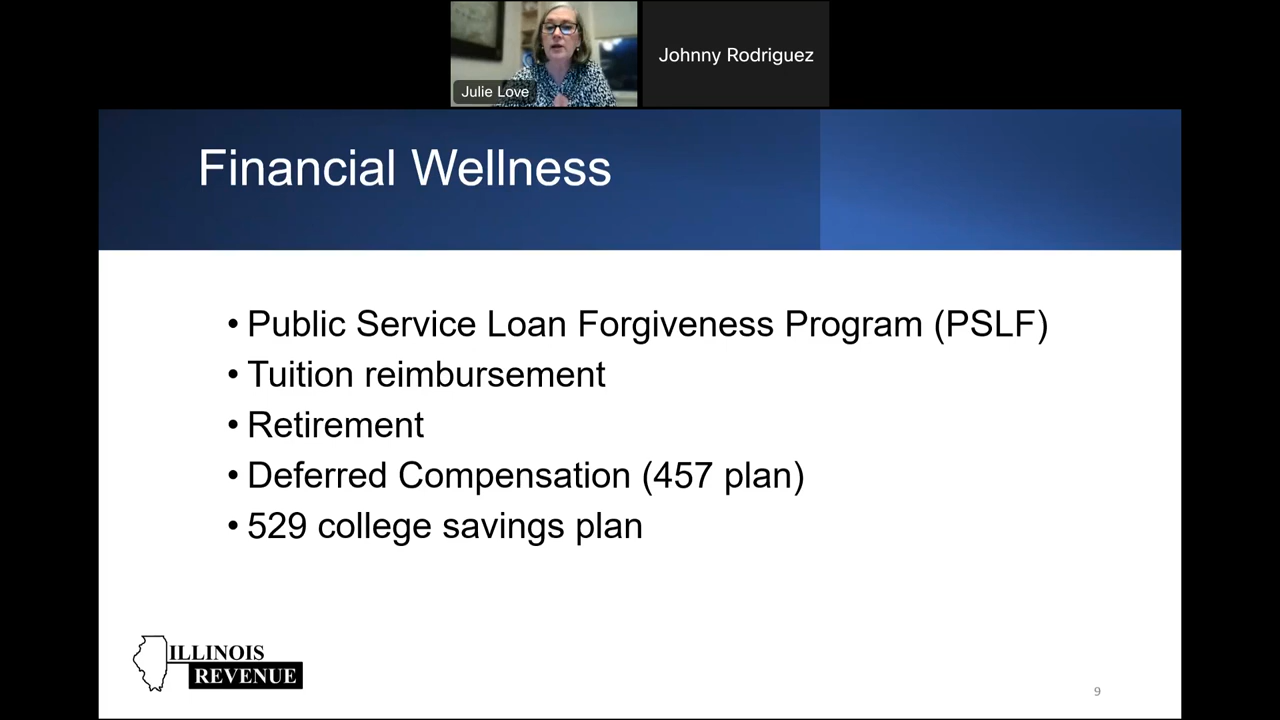 Julie Love
Johnny Rodriguez
Financial Wellness
• Public Service Loan Forgiveness Program (PSLF)
• Tuition reimbursement
• Retirement
• Deferred Compensation (457 plan)
• 529 college savings plan
ILLINOIS
REVENUE
9